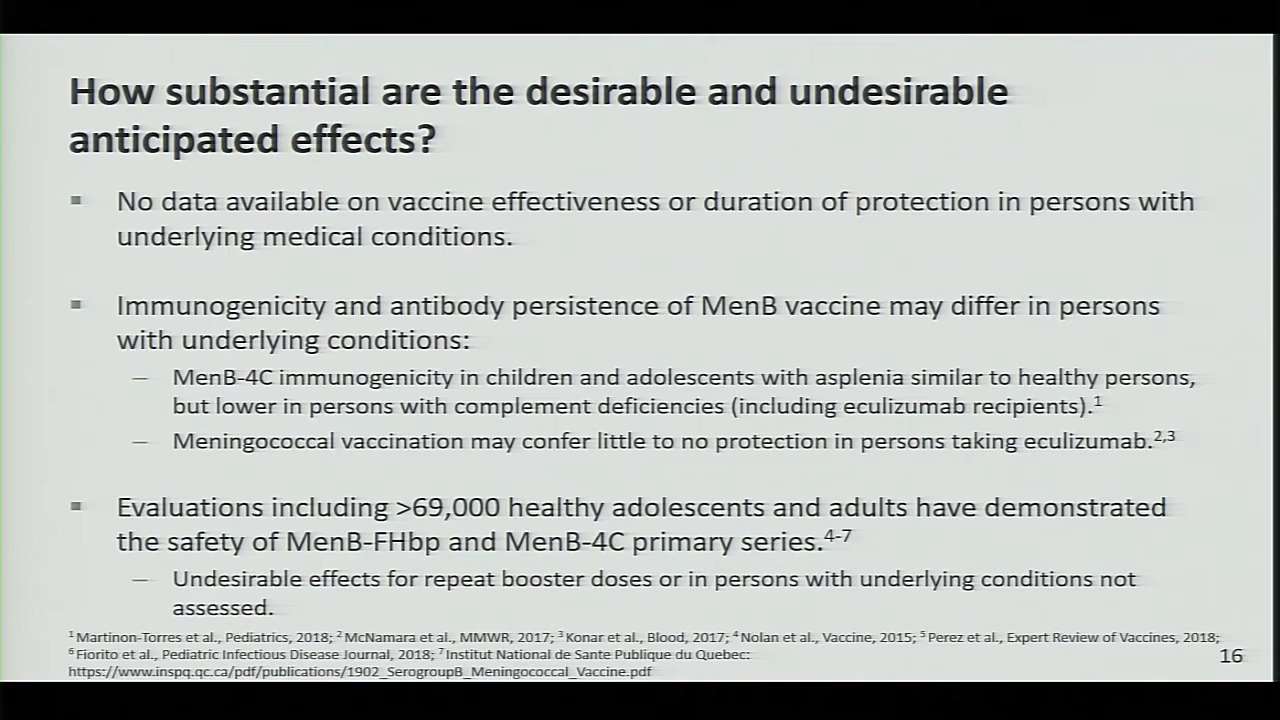 How substantial are the desirable and undesirable
anticipated effects?
▪ No data available on vaccine effectiveness or duration of protection in persons with
underlying medical conditions.
▪ Immunogenicity and antibody persistence of MenB vaccine may differ in persons
with underlying conditions:
– MenB-4C immunogenicity in children and adolescents with asplenia similar to healthy persons,
but lower in persons with complement deficiencies (including eculizumab recipients).¹
– Meningococcal vaccination may confer little to no protection in persons taking eculizumab.²,³
▪ Evaluations including >69,000 healthy adolescents and adults have demonstrated
the safety of MenB-FHbp and MenB-4C primary series.⁴⁻⁷
– Undesirable effects for repeat booster doses or in persons with underlying conditions not
assessed.
¹ Martinon-Torres et al., Pediatrics, 2018; ² McNamara et al., MMWR, 2017; ³ Konar et al., Blood, 2017; ⁴ Nolan et al., Vaccine, 2015; ⁵ Perez et al., Expert Review of Vaccines, 2018;
⁶ Fiorito et al., Pediatric Infectious Disease Journal, 2018; ⁷ Institut National de Sante Publique du Quebec:
https://www.inspq.qc.ca/pdf/publications/1902_SerogroupB_Meningococcal_Vaccine.pdf
16